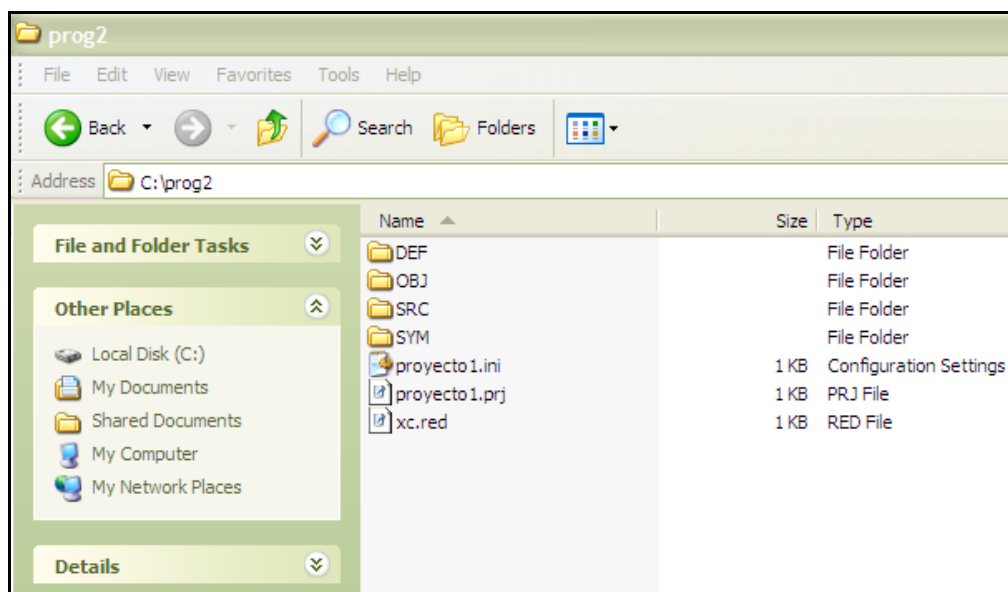 prog2
File Edit View Favorites Tools Help
Back Search Folders
Address C:\prog2
File and Folder Tasks
Other Places
Local Disk (C:)
My Documents
Shared Documents
My Computer
My Network Places
Details
Name Size Type
DEF File Folder
OBJ File Folder
SRC File Folder
SYM File Folder
proyecto1.ini 1 KB Configuration Settings
proyecto1.prj 1 KB PRJ File
xc.red 1 KB RED File